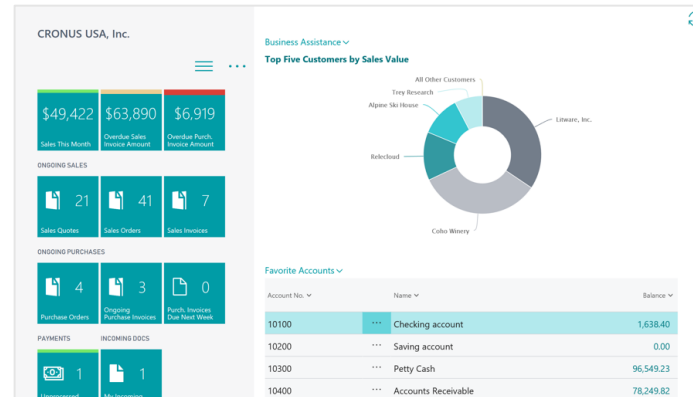 CRONUS USA, Inc.
$49,422
Sales This Month
$63,890
Overdue Sales
Invoice Amount
$6,919
Overdue Purch.
Invoice Amount
ONGOING SALES
21
Sales Quotes
41
Sales Orders
7
Sales Invoices
ONGOING PURCHASES
4
Purchase Orders
3
Ongoing
Purchase Invoices
0
Purch. Invoices
Due Next Week
PAYMENTS
INCOMING DOCS
1
Unprocessed
1
My Incoming
Business Assistance
Top Five Customers by Sales Value
All Other Customers
Trey Research
Alpine Ski House
Litware, Inc.
Relecloud
Coho Winery
Favorite Accounts
Account No. Name Balance
10100 ... Checking account 1,638.40
10200 ... Saving account 0.00
10300 ... Petty Cash 96,549.23
10400 ... Accounts Receivable 78,249.82